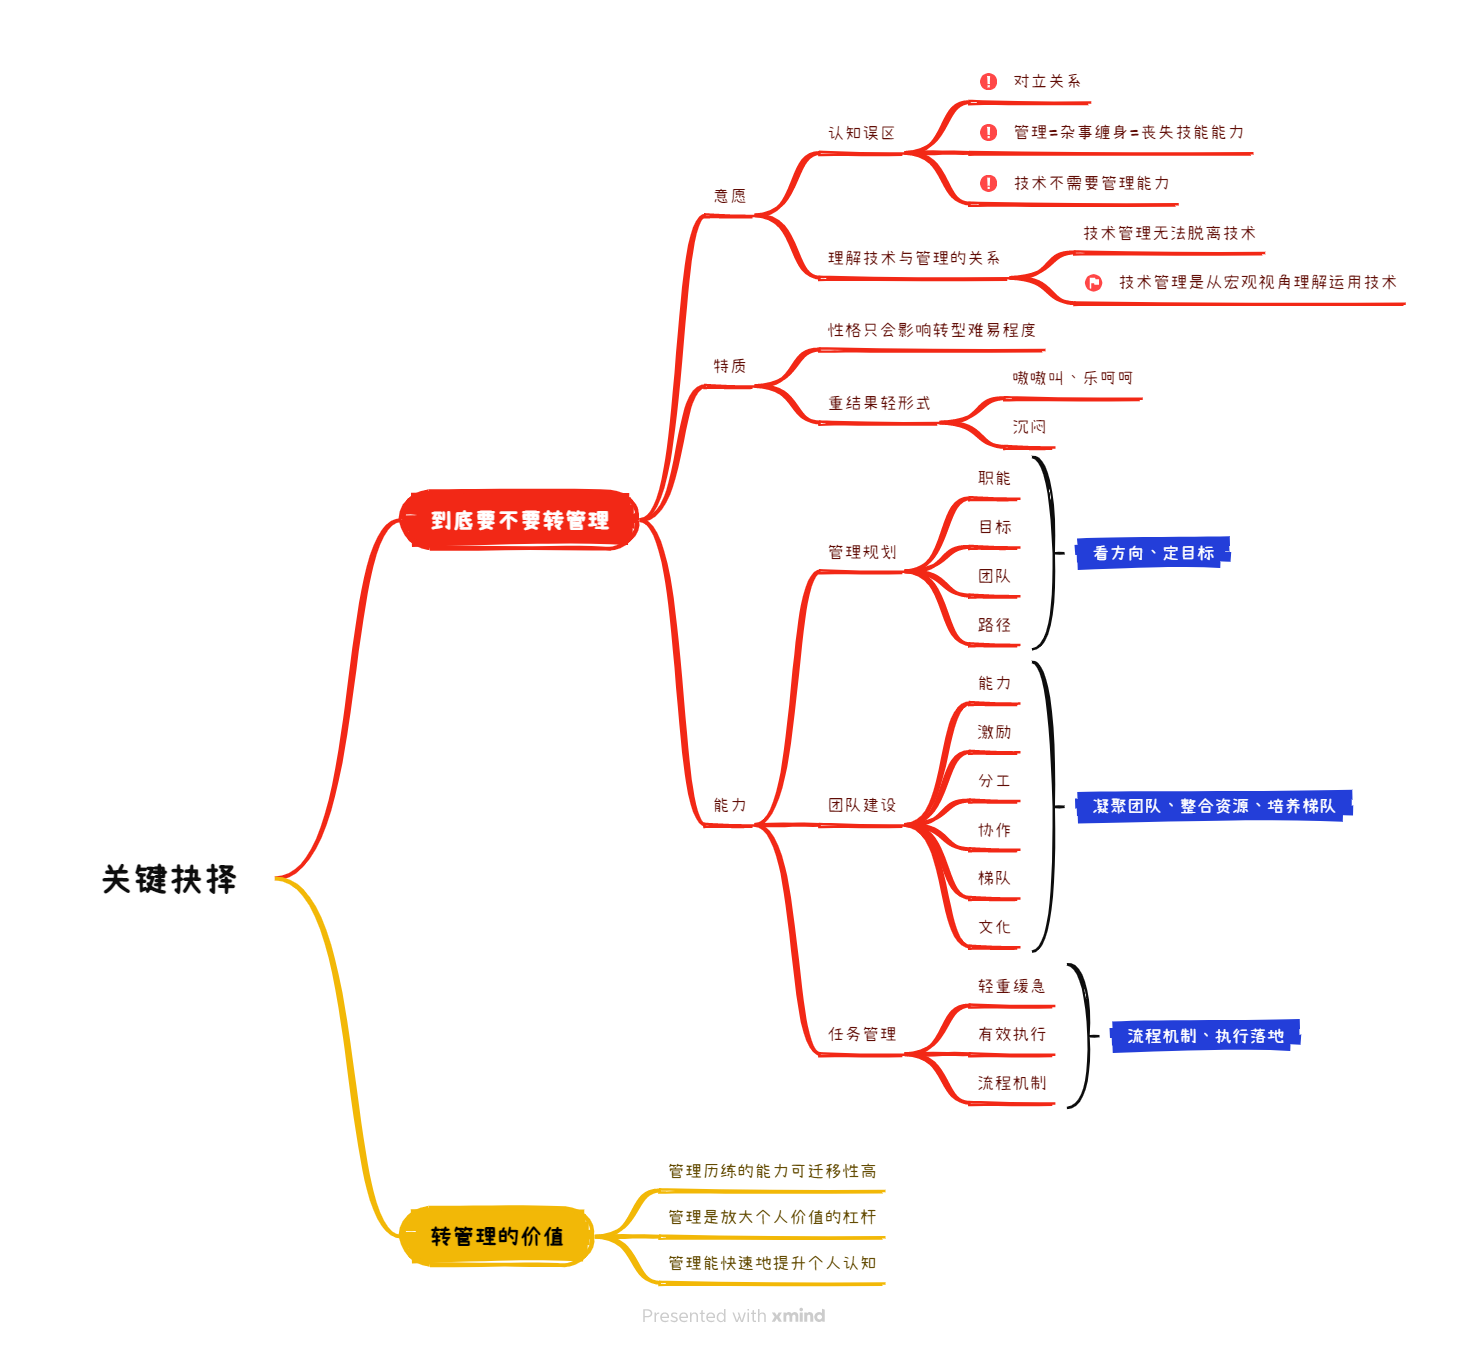 关键抉择
到底要不要转管理
意愿
认知误区
对立关系
管理=杂事缠身=丧失技能能力
技术不需要管理能力
理解技术与管理的关系
技术管理无法脱离技术
技术管理是从宏观视角理解运用技术
特质
性格只会影响转型难易程度
重结果轻形式
嗷嗷叫、乐呵呵
沉闷
能力
管理规划
职能
目标
团队
路径
看方向、定目标
团队建设
能力
激励
分工
协作
梯队
文化
凝聚团队、整合资源、培养梯队
任务管理
轻重缓急
有效执行
流程机制
流程机制、执行落地
转管理的价值
管理历练的能力可迁移性高
管理是放大个人价值的杠杆
管理能快速地提升个人认知
Presented with xmind